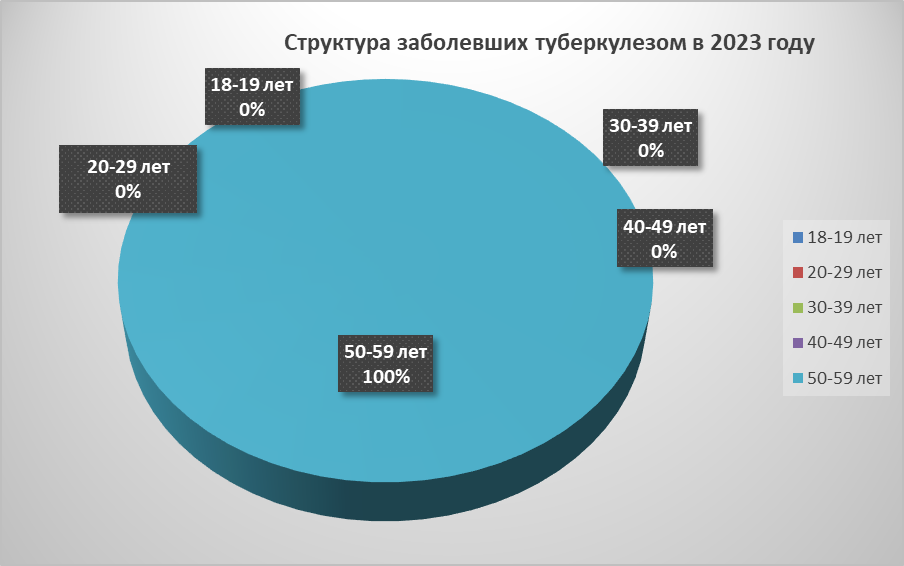 Структура заболевших туберкулезом в 2023 году
18-19 лет
0%
20-29 лет
0%
30-39 лет
0%
40-49 лет
0%
50-59 лет
100%
18-19 лет
20-29 лет
30-39 лет
40-49 лет
50-59 лет